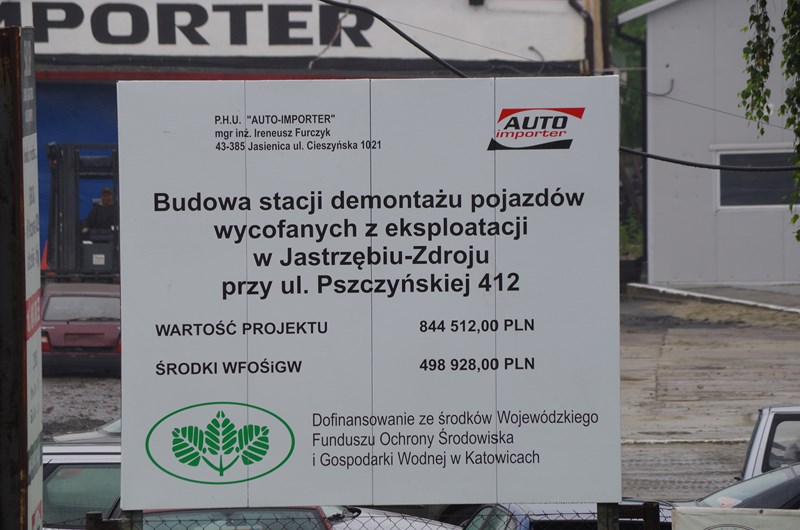 MPORTER
P.H.U. "AUTO-IMPORTER"
mgr inż. Ireneusz Furczyk
43-385 Jasienica ul. Cieszyńska 1021
AUTO
importer
Budowa stacji demontażu pojazdów
wycofanych z eksploatacji
w Jastrzębiu-Zdroju
przy ul. Pszczyńskiej 412
WARTOŚĆ PROJEKTU 844 512,00 PLN
ŚRODKI WFOŚiGW 498 928,00 PLN
Dofinansowanie ze środków Wojewódzkiego
Funduszu Ochrony Środowiska
i Gospodarki Wodnej w Katowicach